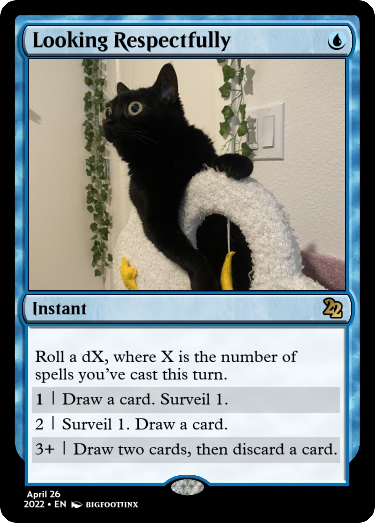 Looking Respectfully
Instant
22
Roll a dX, where X is the number of
spells you've cast this turn.
1 | Draw a card. Surveil 1.
2 | Surveil 1. Draw a card.
3+ | Draw two cards, then discard a card.
April 26
2022 • EN BIGFOOTJINX